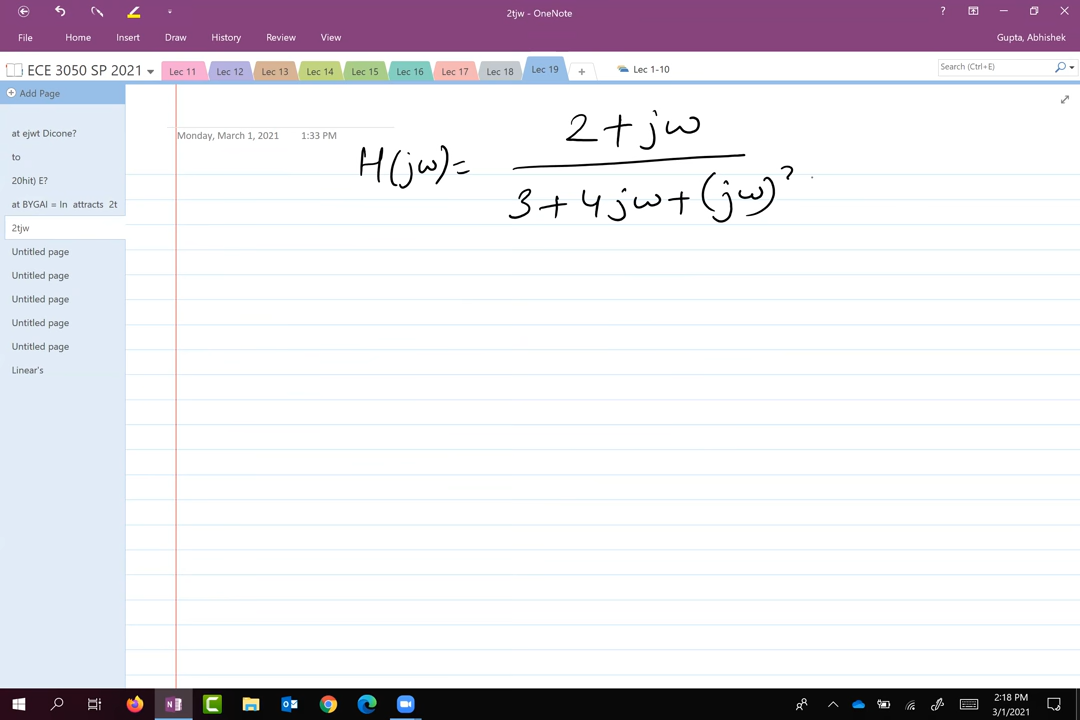 2tjw - OneNote
?
Gupta, Abhishek
File Home Insert Draw History Review View
ECE 3050 SP 2021 Lec 11 Lec 12 Lec 13 Lec 14 Lec 15 Lec 16 Lec 17 Lec 18 Lec 19 + Lec 1-10
Search (Ctrl+E)
Add Page
at ejwt Dicone?
to
20hit) E?
at BYGAI = In attracts 2t
2tjw
Untitled page
Untitled page
Untitled page
Untitled page
Untitled page
Linear's
Monday, March 1, 2021 1:33 PM
2 + jω
H(jω) =
3 + 4jω + (jω)²
2:18 PM
3/1/2021